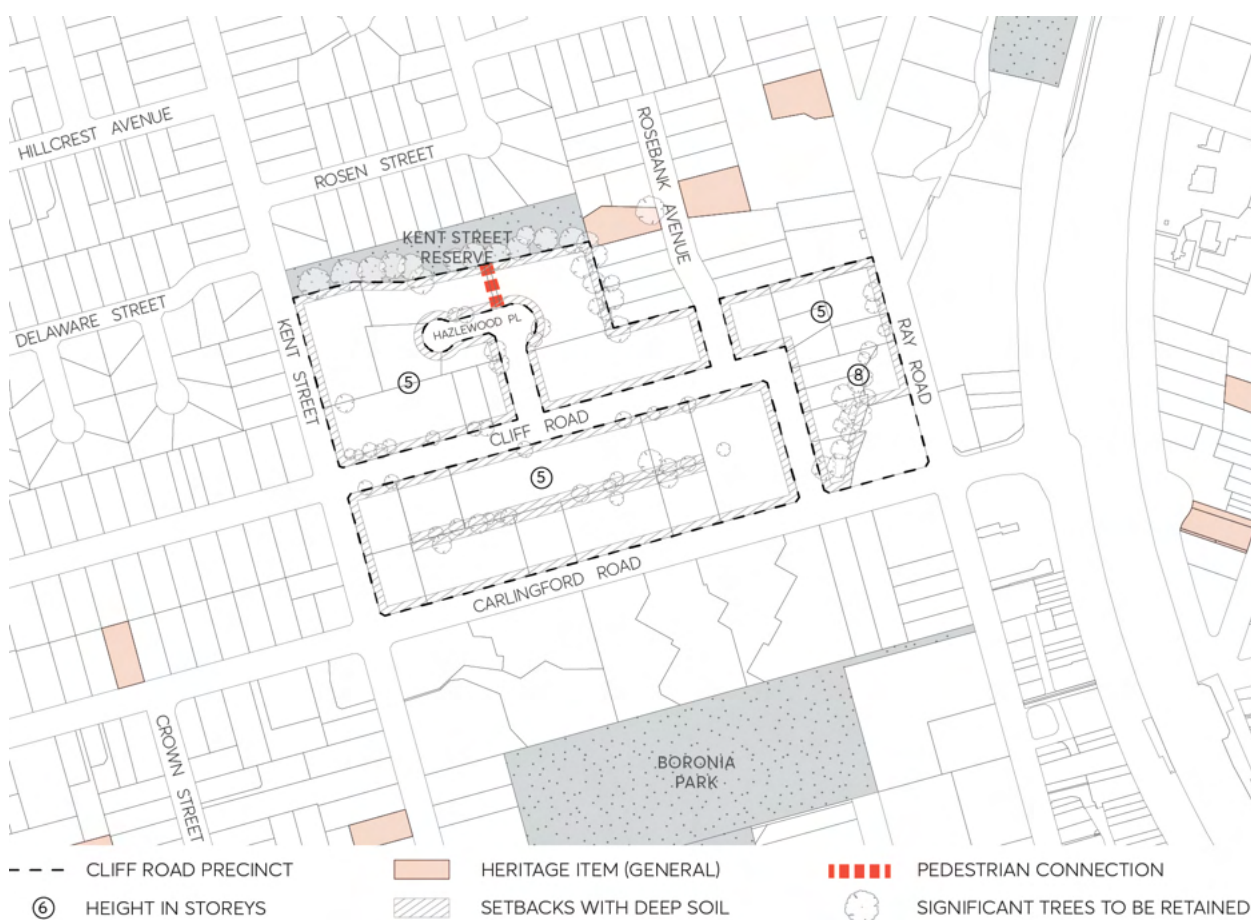 HILLCREST AVENUE
ROSEN STREET
ROSEBANK AVENUE
KENT STREET
RESERVE
DELAWARE STREET
KENT STREET
HAZLEWOOD PL
5
RAY ROAD
8
5
CLIFF ROAD
5
CARLINGFORD ROAD
CROWN STREET
BORONIA
PARK
CLIFF ROAD PRECINCT
HERITAGE ITEM (GENERAL)
PEDESTRIAN CONNECTION
6 HEIGHT IN STOREYS
SETBACKS WITH DEEP SOIL
SIGNIFICANT TREES TO BE RETAINED